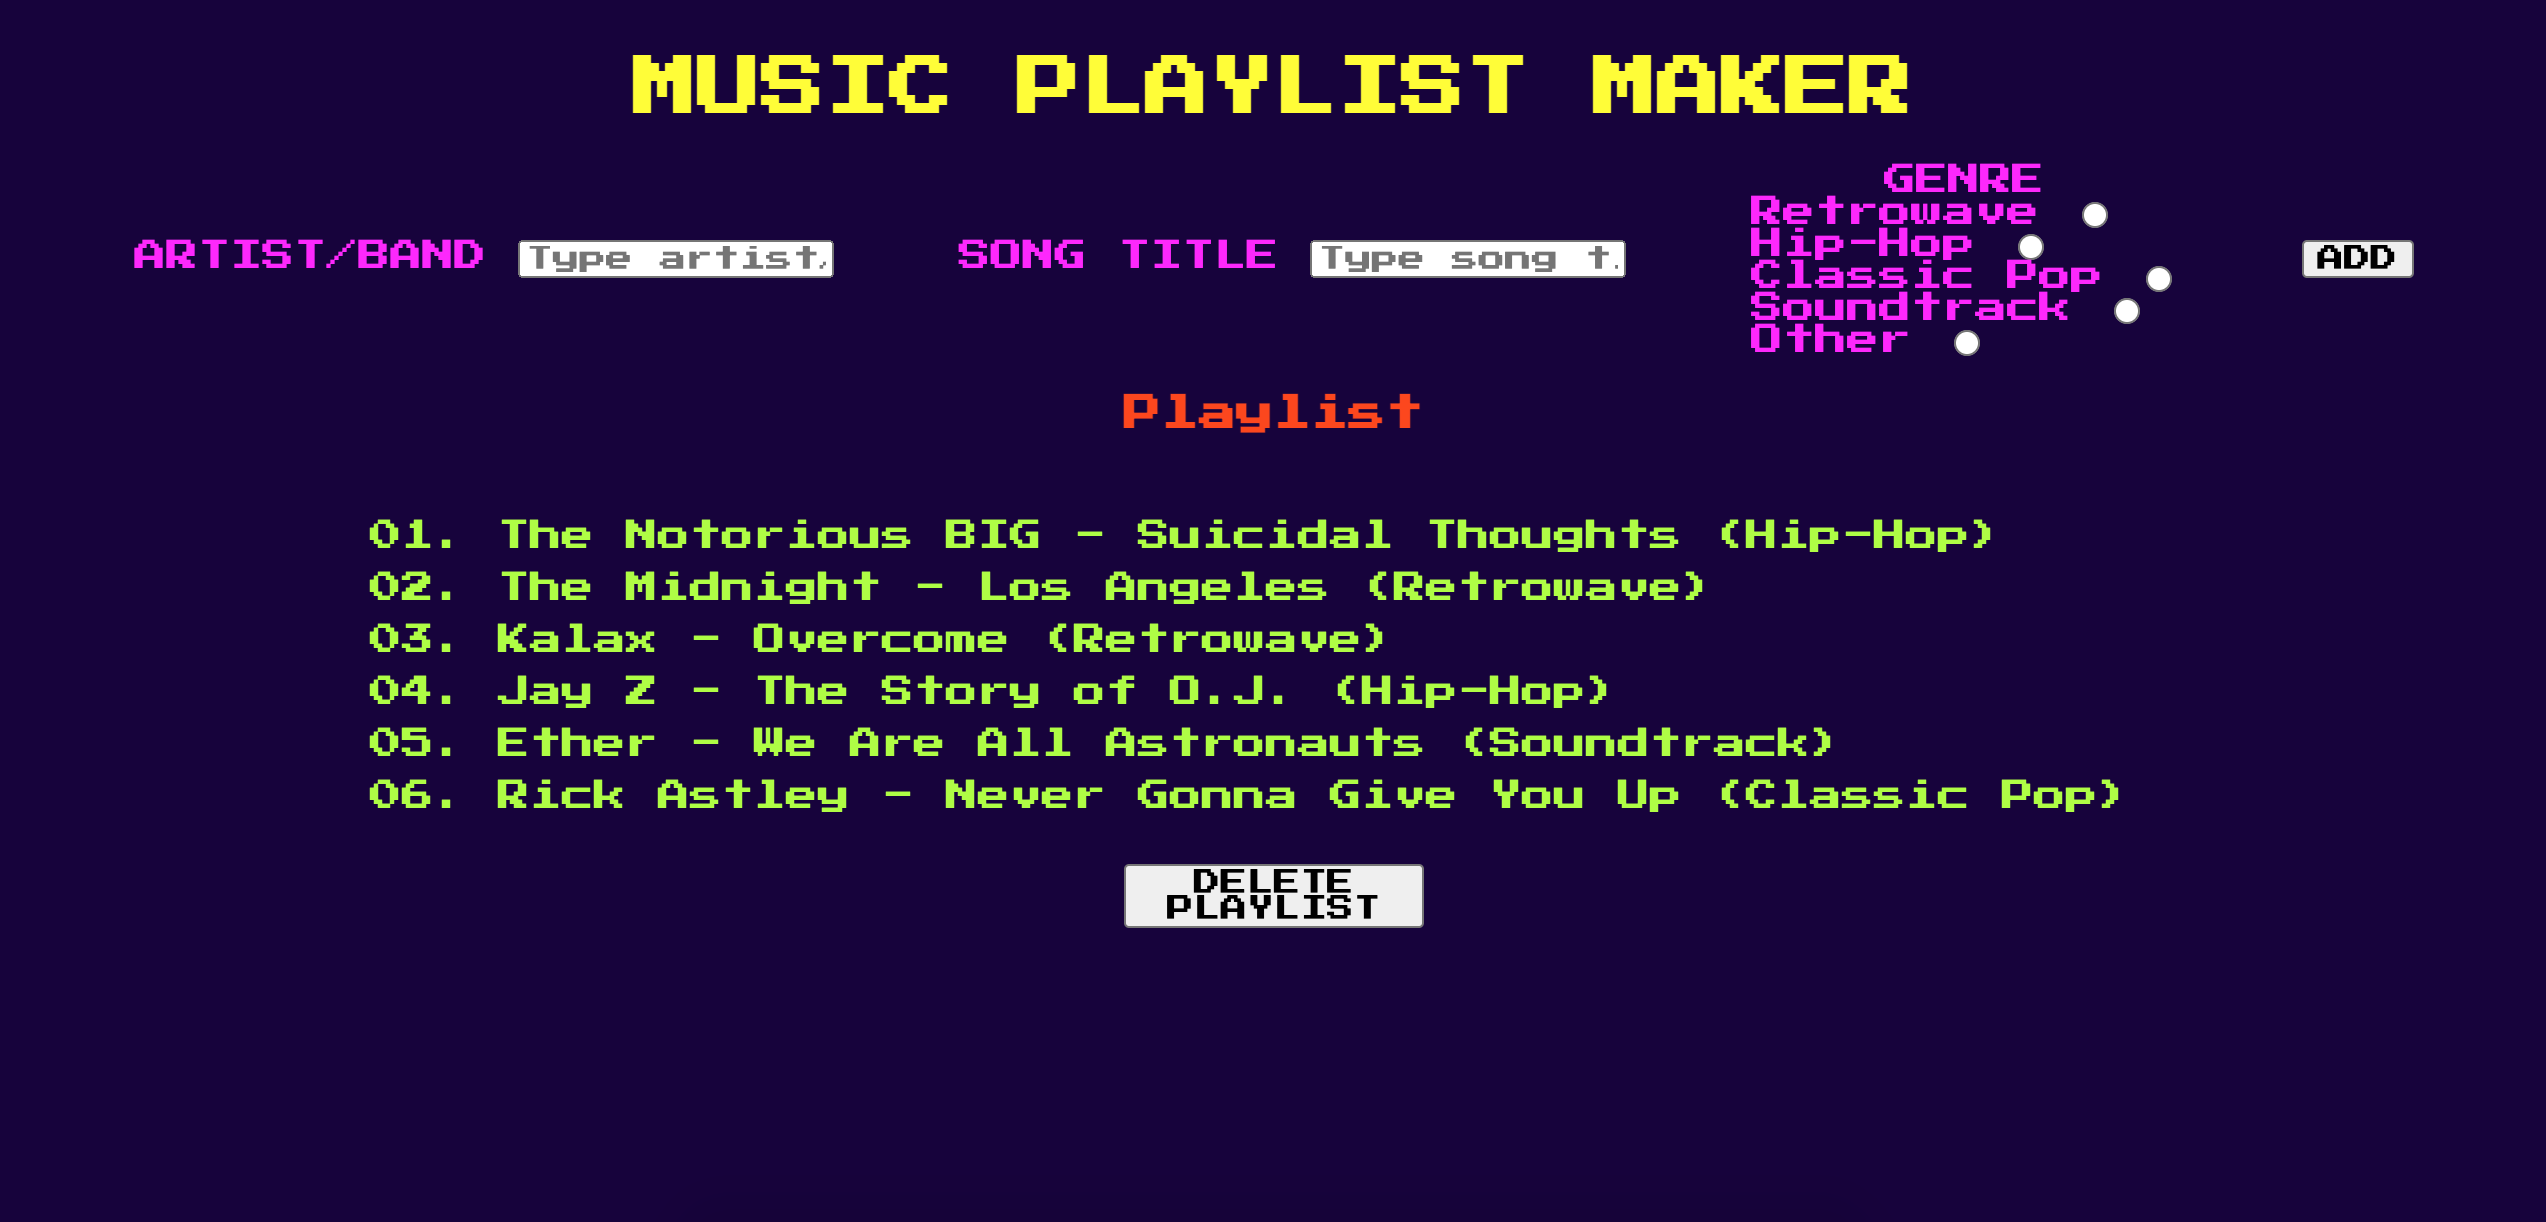 MUSIC PLAYLIST MAKER
ARTIST/BAND Type artist
SONG TITLE Type song t.
GENRE
Retrowave
Hip-Hop
Classic Pop
Soundtrack
Other
ADD
Playlist
01. The Notorious BIG - Suicidal Thoughts (Hip-Hop)
02. The Midnight - Los Angeles (Retrowave)
03. Kalax - Overcome (Retrowave)
04. Jay Z - The Story of O.J. (Hip-Hop)
05. Ether - We Are All Astronauts (Soundtrack)
06. Rick Astley - Never Gonna Give You Up (Classic Pop)
DELETE
PLAYLIST